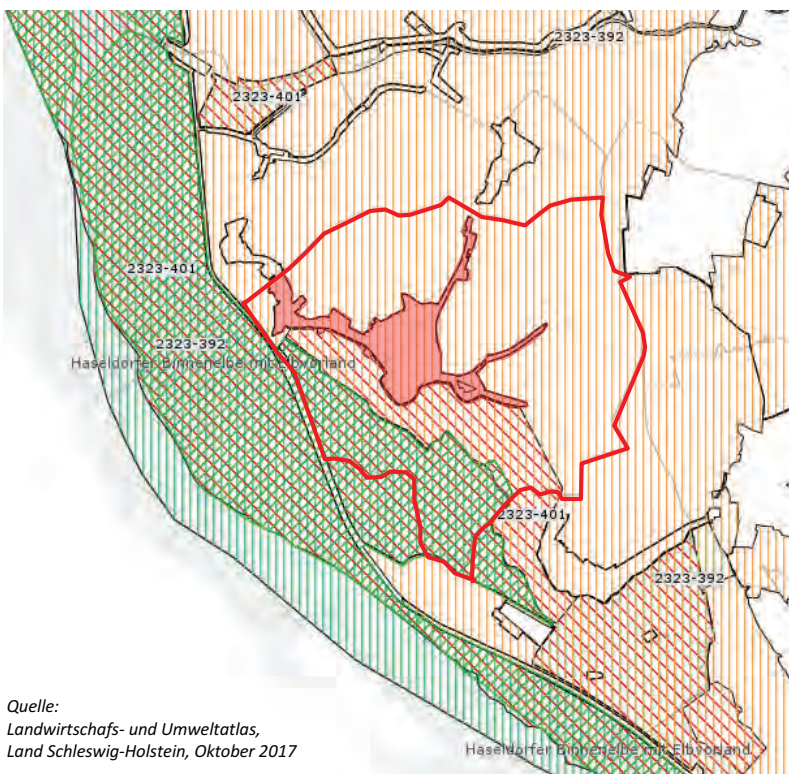 2323-392
2323-401
2323-401
2323-392
Haseldorfer Binnenelbe mit Elbvorland
2323-401
2323-392
Quelle:
Landwirtschafs- und Umweltatlas,
Land Schleswig-Holstein, Oktober 2017
Haseldorfer Binnenelbe mit Elbvorland